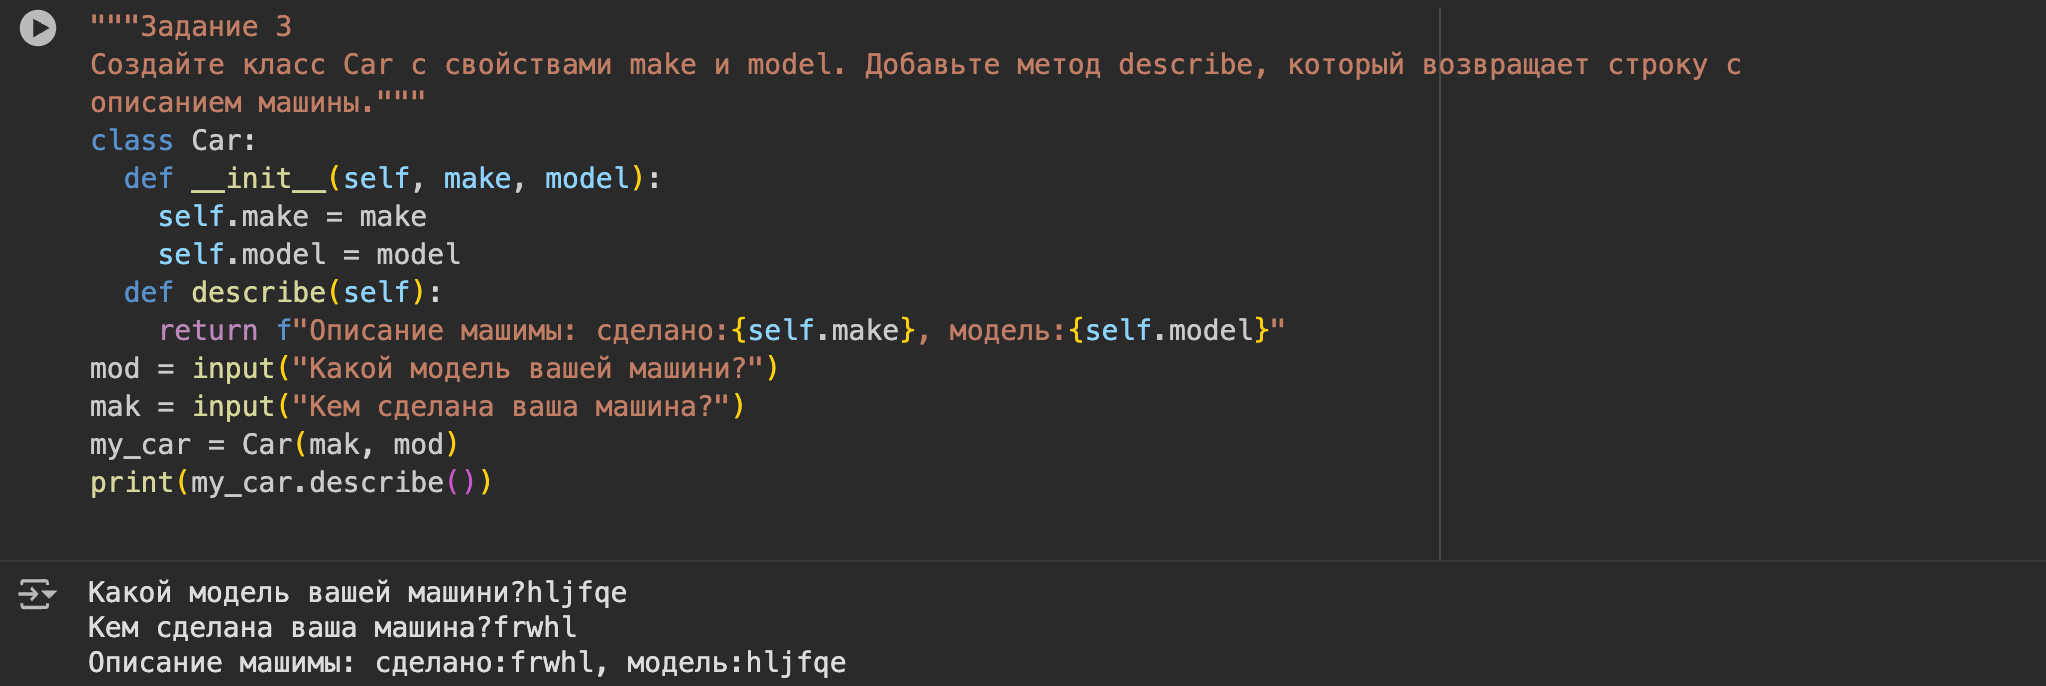 """Задание 3
Создайте класс Car с свойствами make и model. Добавьте метод describe, который возвращает строку с
описанием машины."""
class Car:
  def __init__(self, make, model):
    self.make = make
    self.model = model
  def describe(self):
    return f"Описание машимы: сделано:{self.make}, модель:{self.model}"
mod = input("Какой модель вашей машини?")
mak = input("Кем сделана ваша машина?")
my_car = Car(mak, mod)
print(my_car.describe())
Какой модель вашей машини?hljfqe
Кем сделана ваша машина?frwhl
Описание машимы: сделано:frwhl, модель:hljfqe